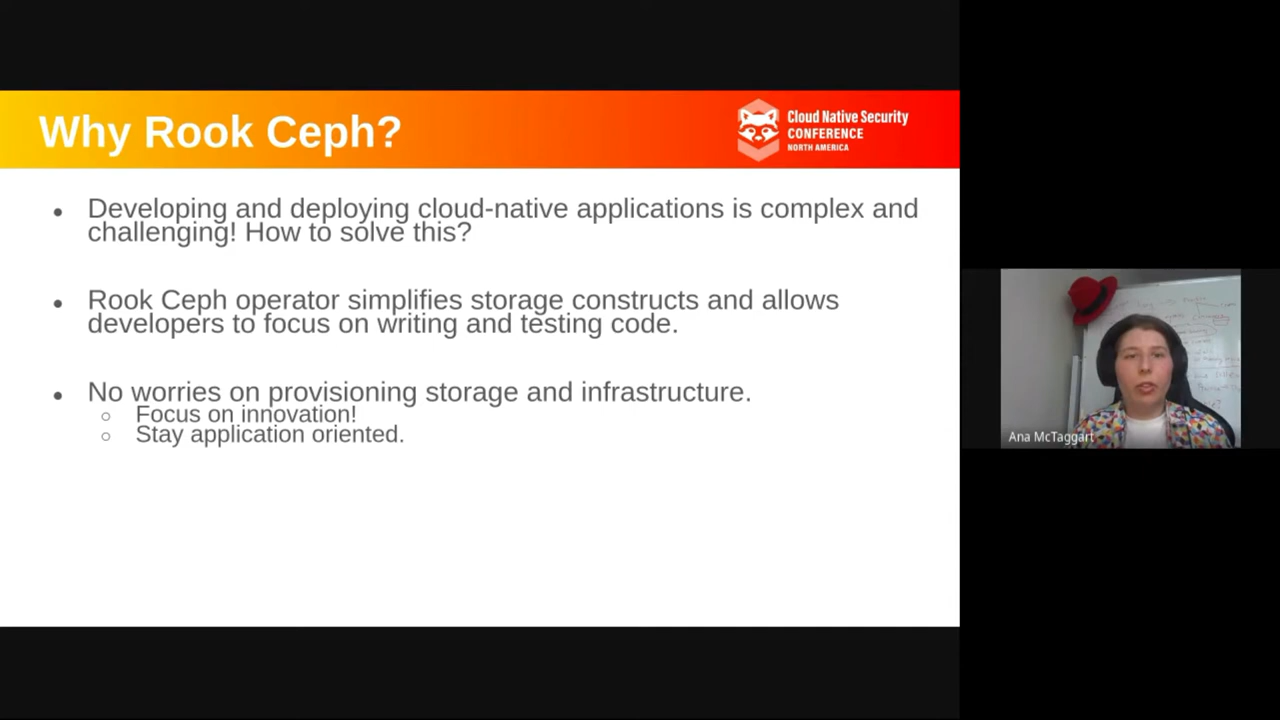 Why Rook Ceph?
Cloud Native Security
CONFERENCE
NORTH AMERICA
● Developing and deploying cloud-native applications is complex and
challenging! How to solve this?
● Rook Ceph operator simplifies storage constructs and allows
developers to focus on writing and testing code.
● No worries on provisioning storage and infrastructure.
○ Focus on innovation!
○ Stay application oriented.
Ana McTaggart